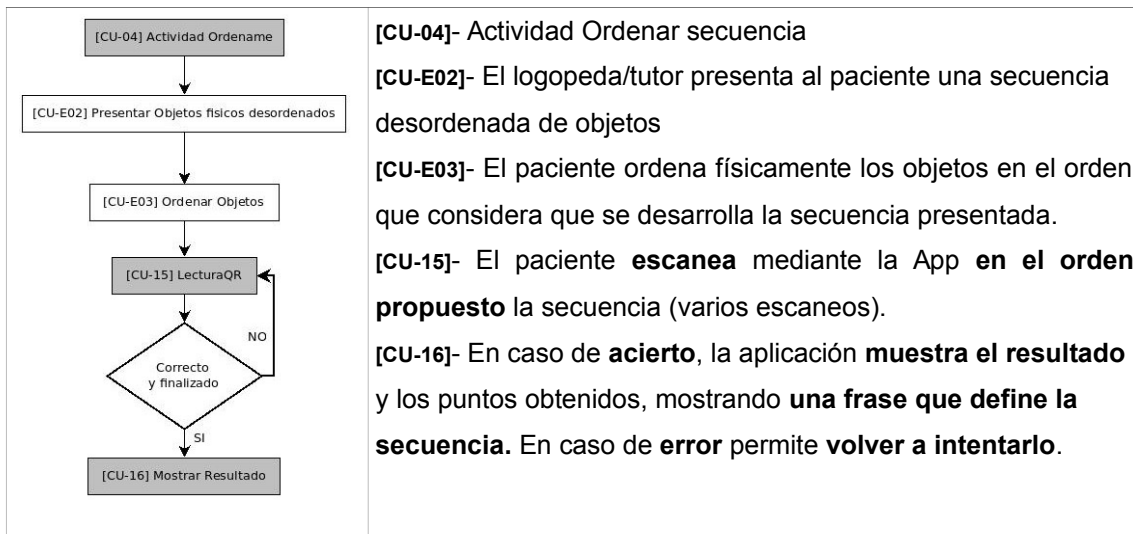 [CU-04] Actividad Ordename
[CU-E02] Presentar Objetos fisicos desordenados
[CU-E03] Ordenar Objetos
[CU-15] LecturaQR
NO
Correcto
y finalizado
SI
[CU-16] Mostrar Resultado
[CU-04]- Actividad Ordenar secuencia
[CU-E02]- El logopeda/tutor presenta al paciente una secuencia
desordenada de objetos
[CU-E03]- El paciente ordena físicamente los objetos en el orden
que considera que se desarrolla la secuencia presentada.
[CU-15]- El paciente escanea mediante la App en el orden
propuesto la secuencia (varios escaneos).
[CU-16]- En caso de acierto, la aplicación muestra el resultado
y los puntos obtenidos, mostrando una frase que define la
secuencia. En caso de error permite volver a intentarlo.